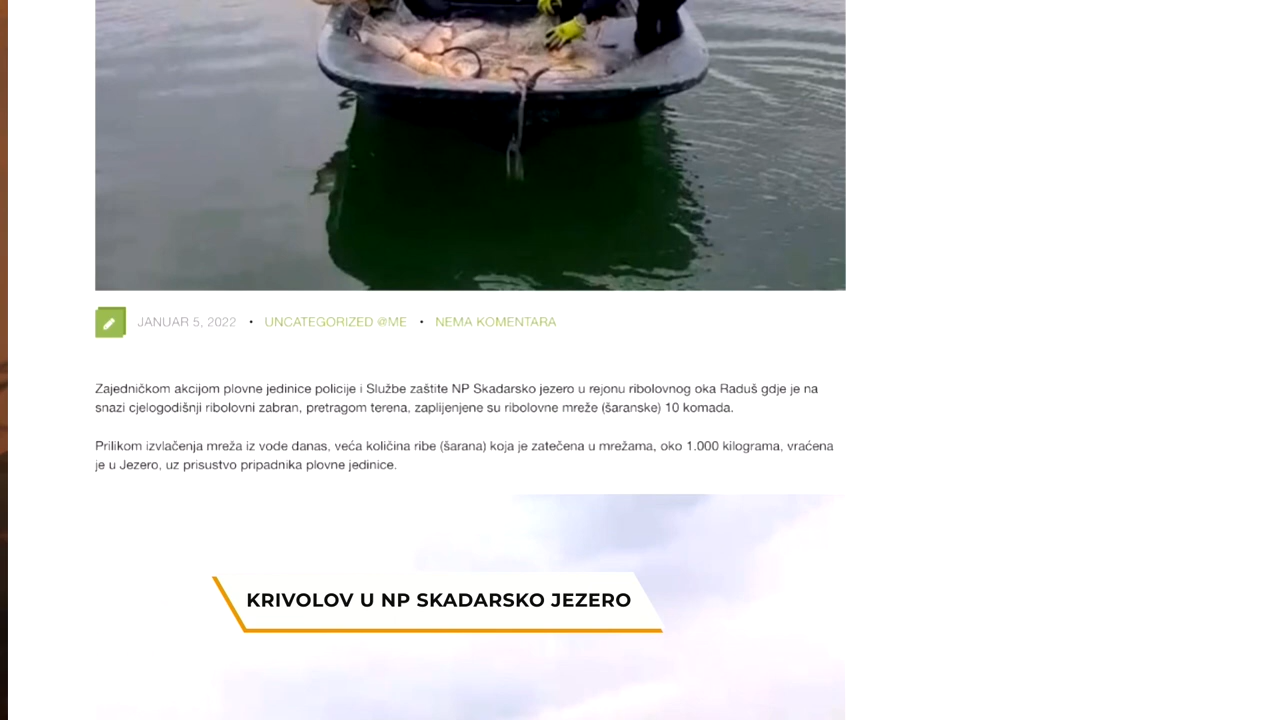 JANUAR 5, 2022 • UNCATEGORIZED @ME • NEMA KOMENTARA
Zajedničkom akcijom plovne jedinice policije i Službe zaštite NP Skadarsko jezero u rejonu ribolovnog oka Raduš gdje je na
snazi cjelogodišnji ribolovni zabran, pretragom terena, zaplijenjene su ribolovne mreže (šaranske) 10 komada.
Prilikom izvlačenja mreža iz vode danas, veća količina ribe (šarana) koja je zatečena u mrežama, oko 1.000 kilograma, vraćena
je u Jezero, uz prisustvo pripadnika plovne jedinice.
KRIVOLOV U NP SKADARSKO JEZERO